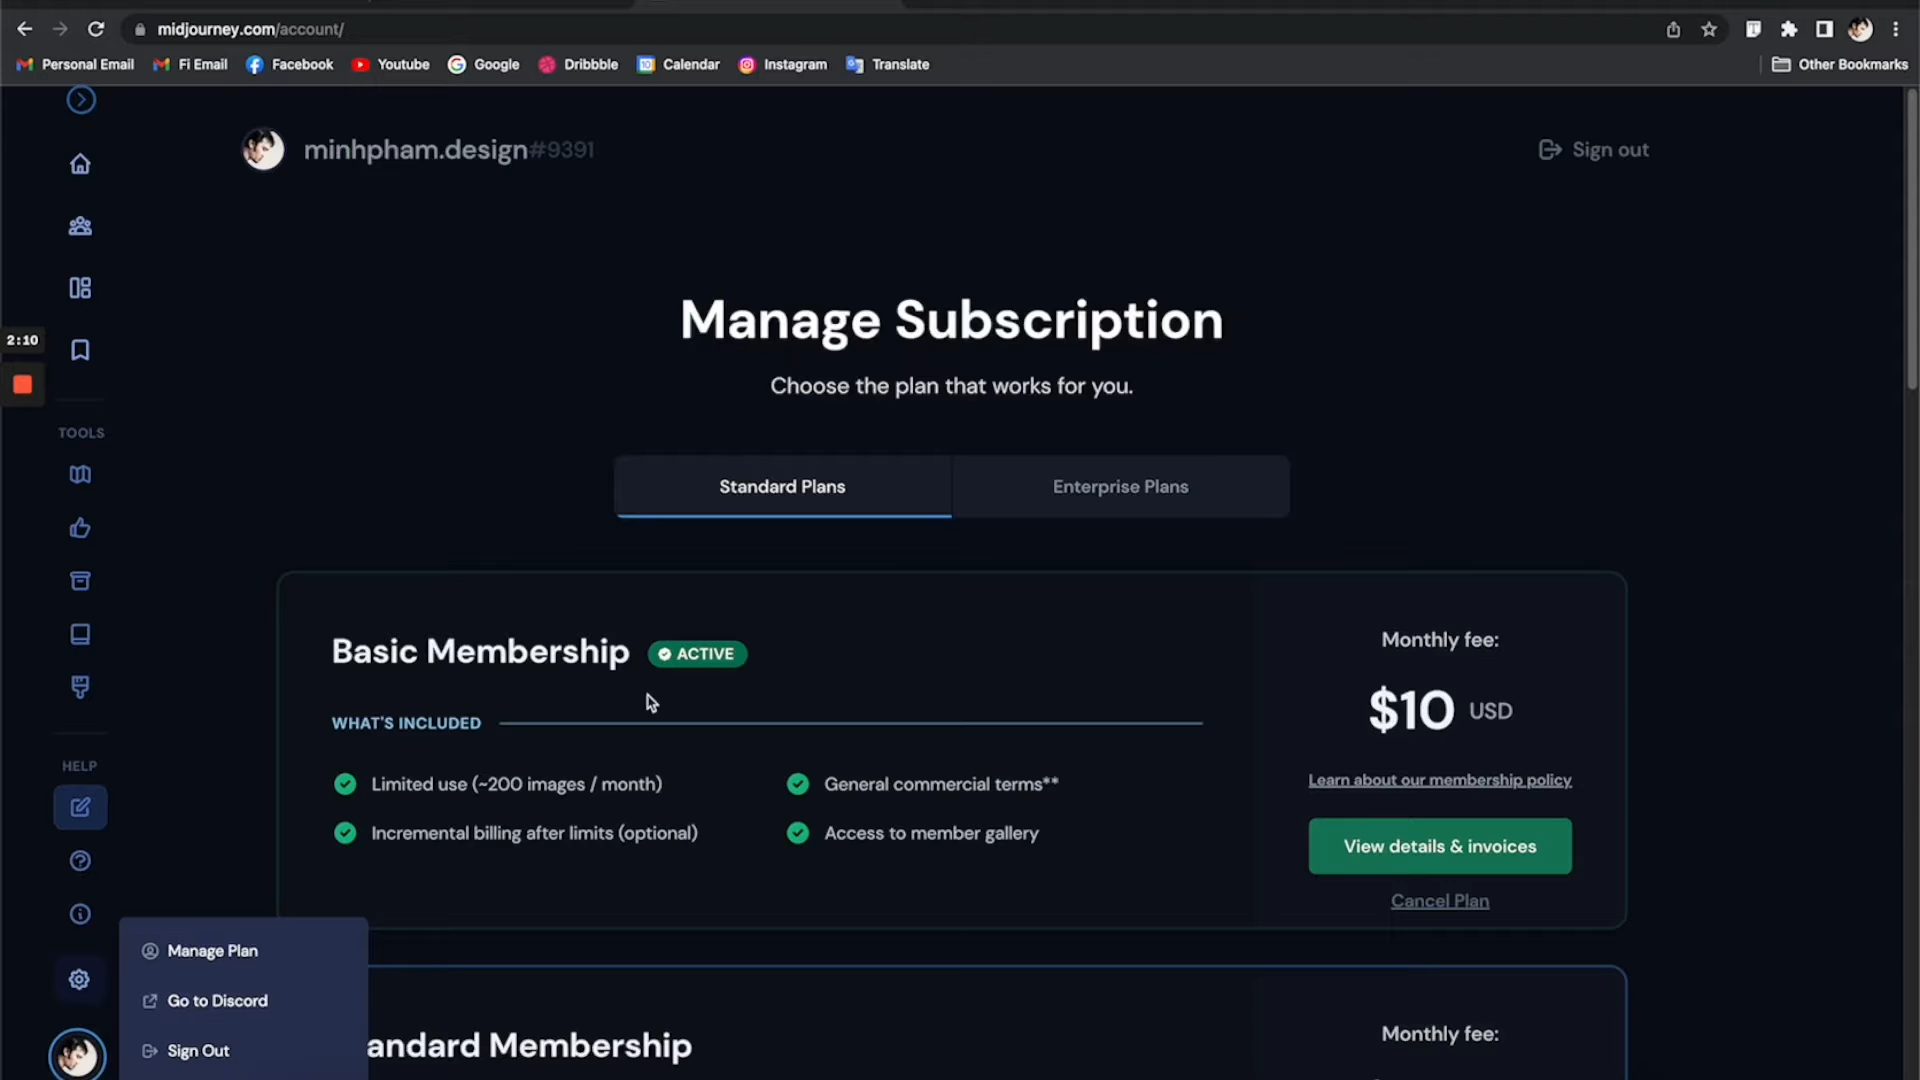 midjourney.com/account/
Personal Email
Fi Email
Facebook
Youtube
Google
Dribbble
Calendar
Instagram
Translate
Other Bookmarks
minhpham.design#9391
Sign out
Manage Subscription
Choose the plan that works for you.
2:10
TOOLS
Standard Plans
Enterprise Plans
Basic Membership
ACTIVE
Monthly fee:
$10 USD
WHAT'S INCLUDED
Limited use (~200 images / month)
General commercial terms**
Incremental billing after limits (optional)
Access to member gallery
Learn about our membership policy
View details & invoices
Cancel Plan
HELP
Manage Plan
Go to Discord
Sign Out
andard Membership
Monthly fee: